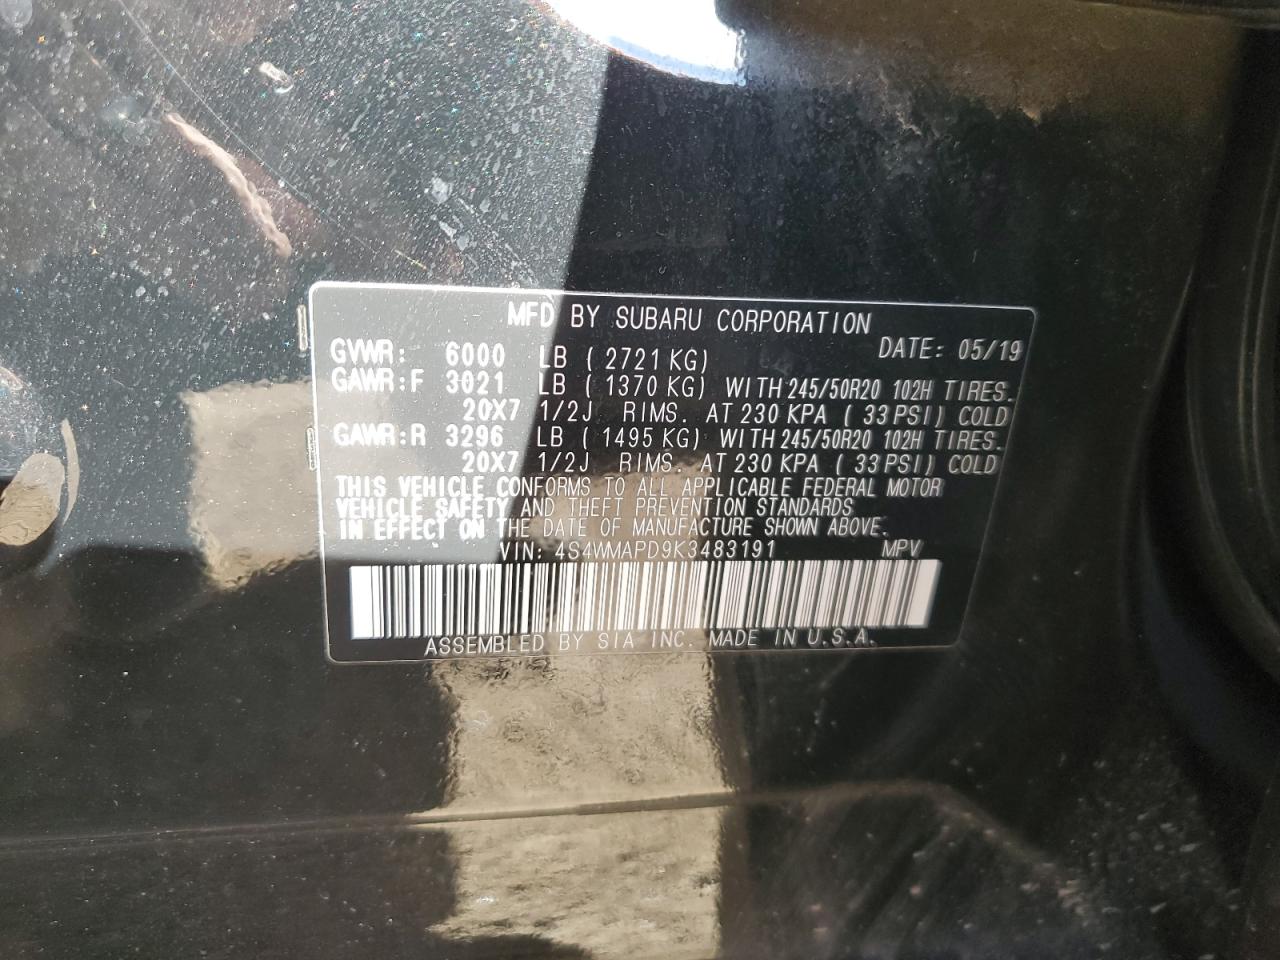 MFD BY SUBARU CORPORATION
DATE: 05/19
GVWR: 6000 LB ( 2721 KG)
GAWR:F 3021 LB ( 1370 KG) WITH 245/50R20 102H TIRES.
20X7 1/2J RIMS. AT 230 KPA ( 33 PSI) COLD
GAWR:R 3296 LB ( 1495 KG) WITH 245/50R20 102H TIRES.
20X7 1/2J RIMS. AT 230 KPA ( 33 PSI) COLD
THIS VEHICLE CONFORMS TO ALL APPLICABLE FEDERAL MOTOR
VEHICLE SAFETY AND THEFT PREVENTION STANDARDS
IN EFFECT ON THE DATE OF MANUFACTURE SHOWN ABOVE.
VIN: 4S4WMAPD9K3483191 MPV
ASSEMBLED BY SIA INC. MADE IN U.S.A.